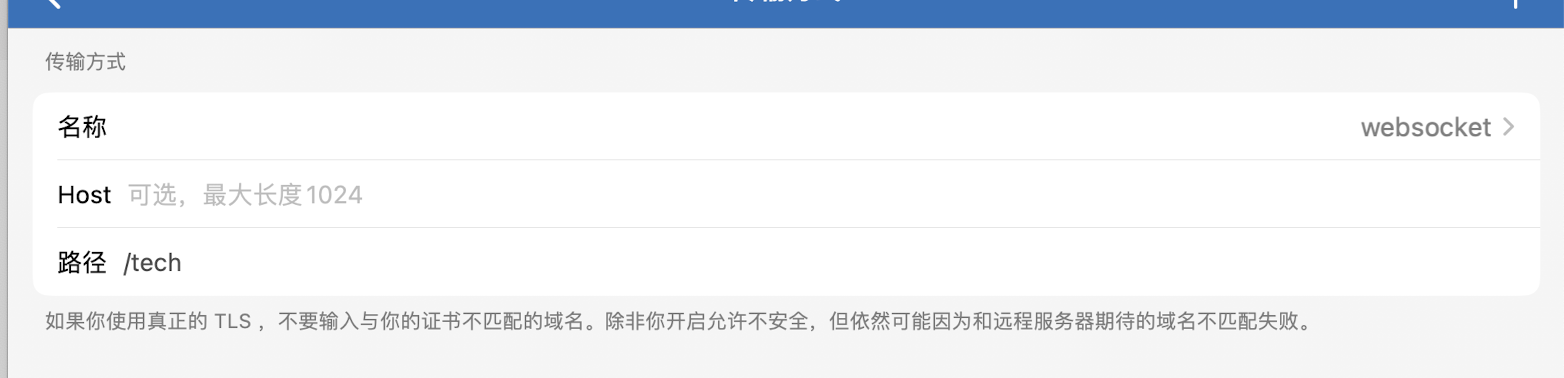 传输方式
名称 websocket
Host 可选，最大长度1024
路径 /tech
如果你使用真正的 TLS ，不要输入与你的证书不匹配的域名。除非你开启允许不安全，但依然可能因为和远程服务器期待的域名不匹配失败。